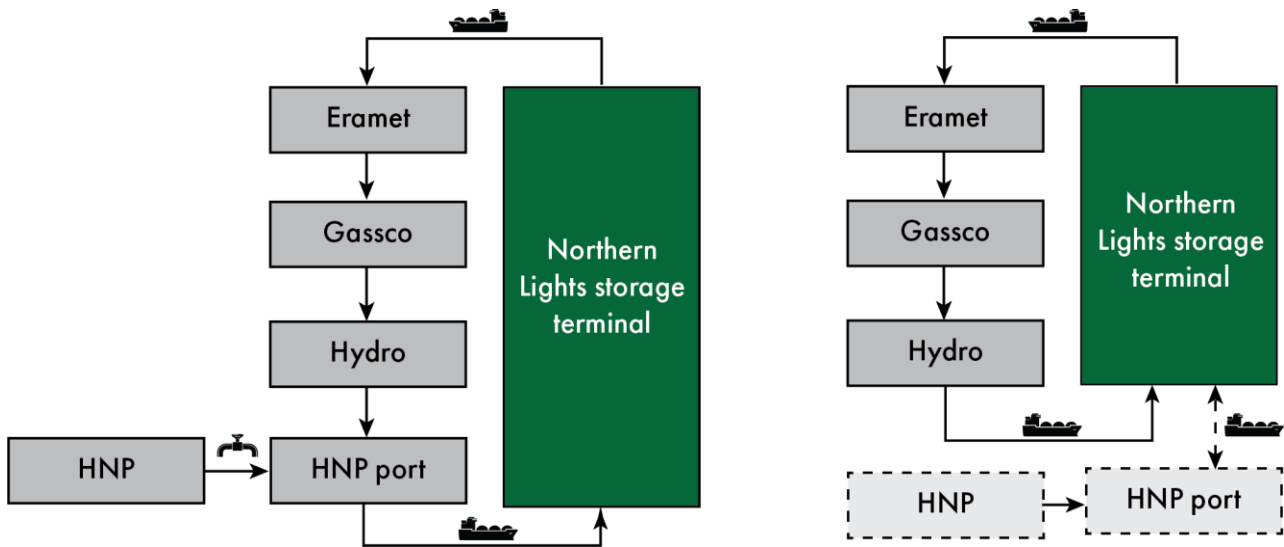 Eramet
Gassco
Hydro
HNP
HNP port
Northern
Lights storage
terminal
Eramet
Gassco
Hydro
Northern
Lights storage
terminal
HNP
HNP port